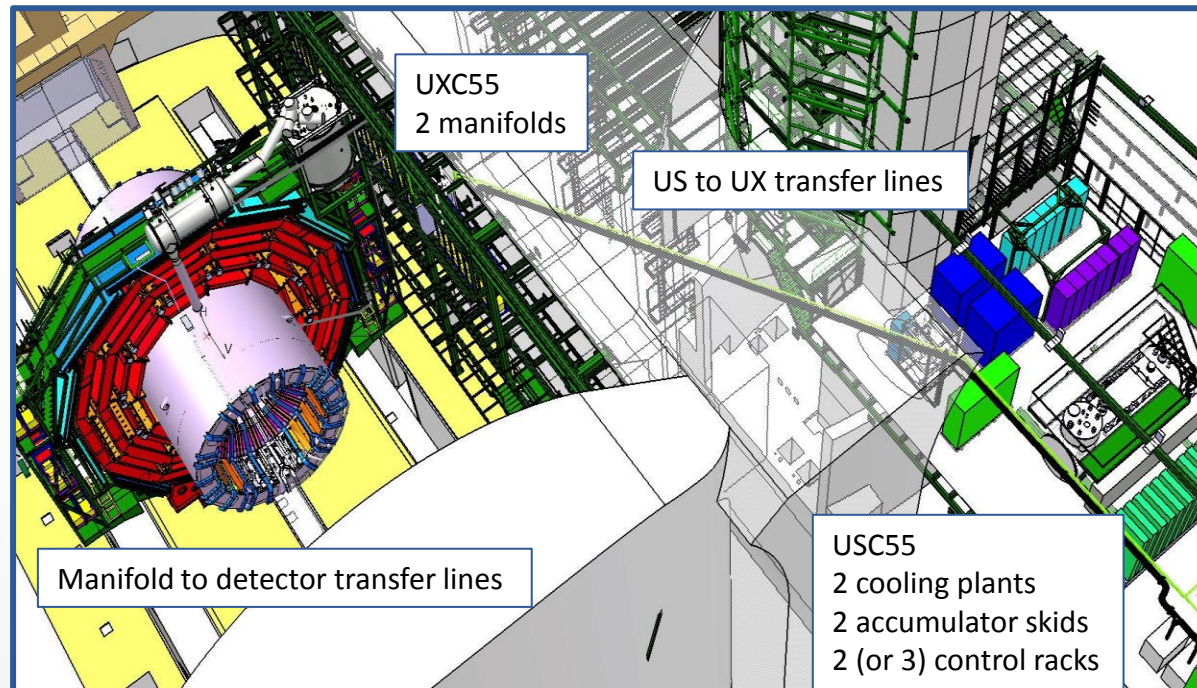 UXC55
2 manifolds
US to UX transfer lines
Manifold to detector transfer lines
USC55
2 cooling plants
2 accumulator skids
2 (or 3) control racks